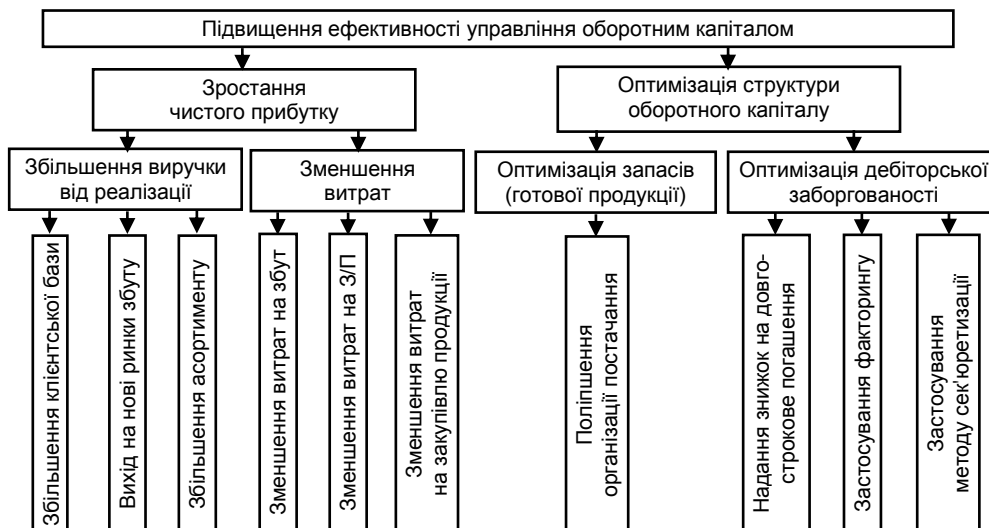 Підвищення ефективності управління оборотним капіталом
Зростання
чистого прибутку
Оптимізація структури
оборотного капіталу
Збільшення виручки
від реалізації
Зменшення
витрат
Оптимізація запасів
(готової продукції)
Оптимізація дебіторської
заборгованості
Збільшення клієнтської бази
Вихід на нові ринки збуту
Збільшення асортименту
Зменшення витрат на збут
Зменшення витрат на З/П
Зменшення витрат
на закупівлю продукції
Поліпшення
організації постачання
Надання знижок на довго-
строкове погашення
Застосування факторингу
Застосування
методу сек'юретизації